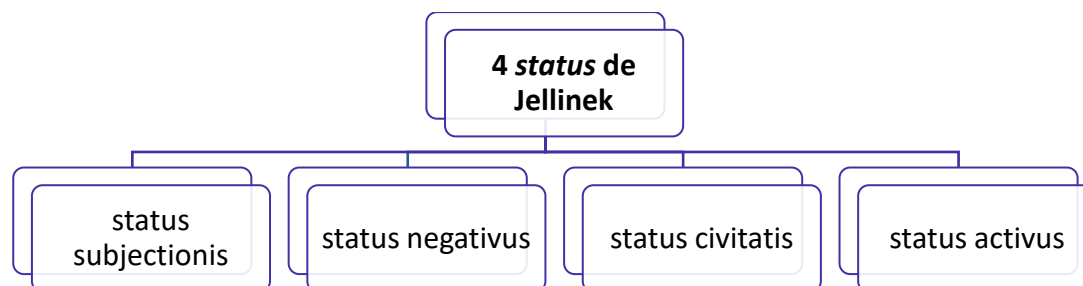 4 status de
Jellinek
status
subjectionis
status negativus
status civitatis
status activus